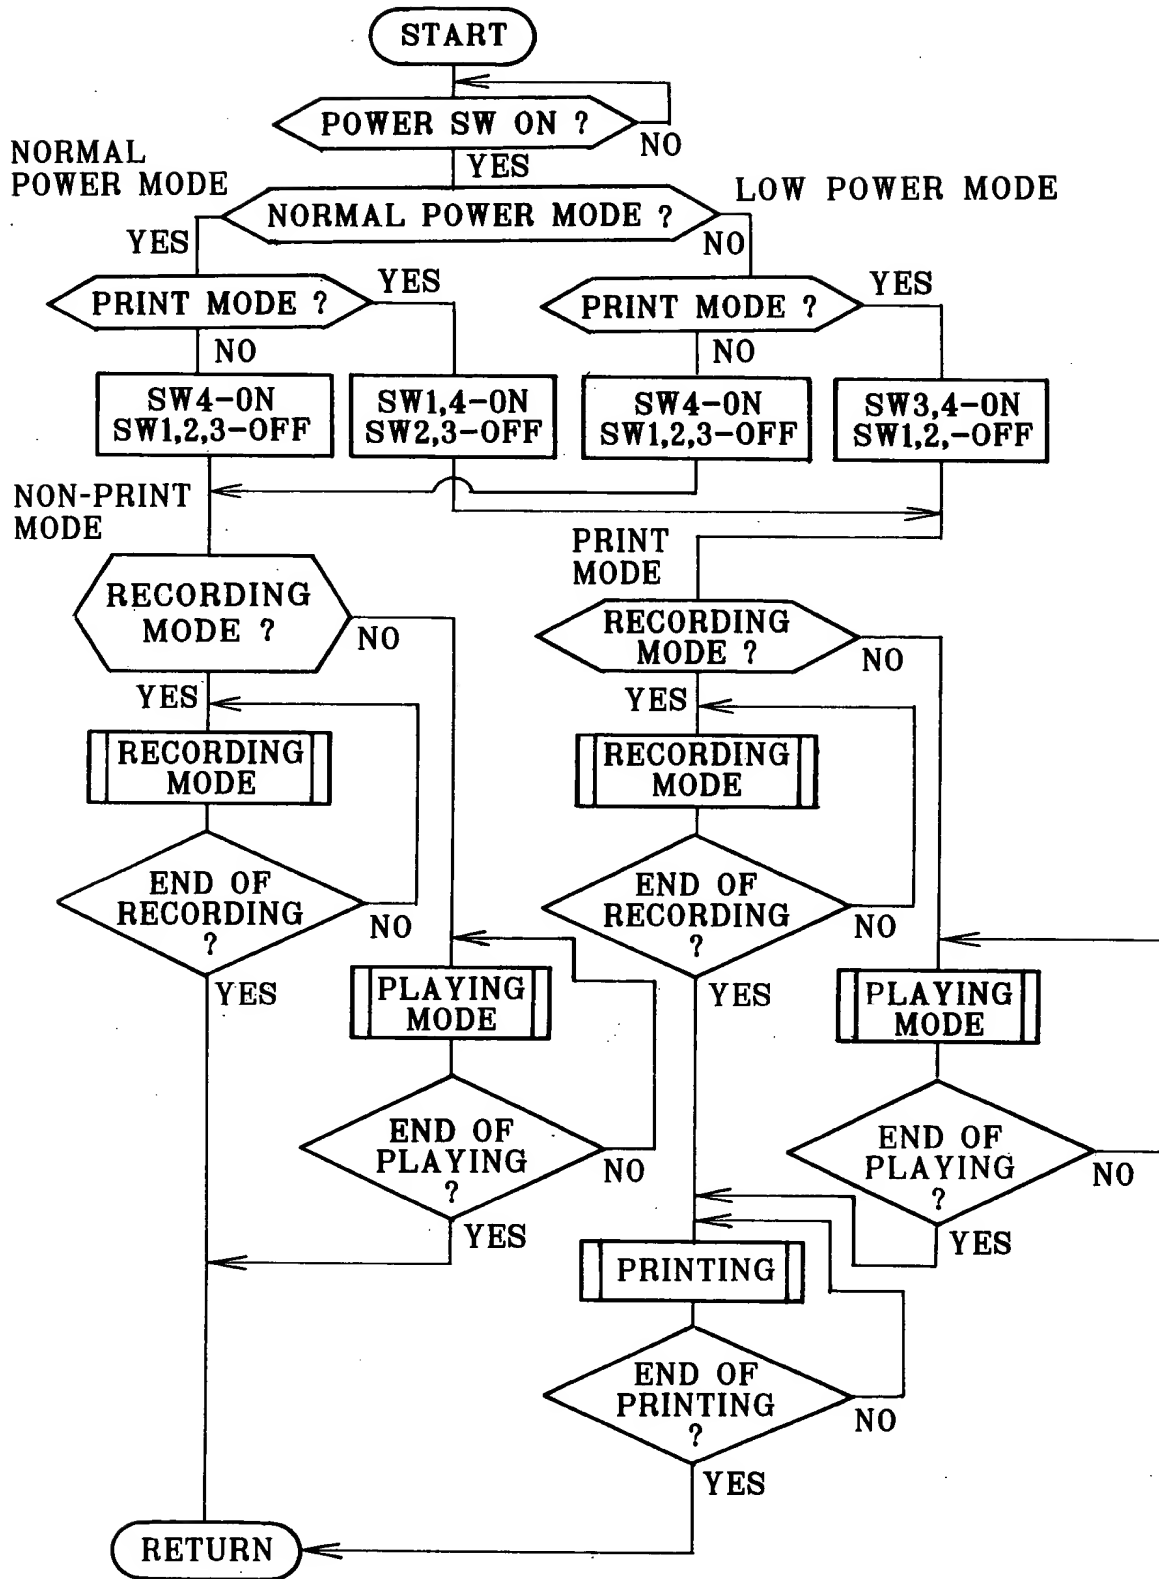 START
POWER SW ON ?
NO
YES
NORMAL
POWER MODE
LOW POWER MODE
NORMAL POWER MODE ?
YES
NO
PRINT MODE ?
YES
NO
PRINT MODE ?
YES
NO
SW4-ON
SW1,2,3-OFF
SW1,4-ON
SW2,3-OFF
SW4-ON
SW1,2,3-OFF
SW3,4-ON
SW1,2,-OFF
NON-PRINT
MODE
PRINT
MODE
RECORDING
MODE ?
NO
YES
RECORDING
MODE ?
NO
YES
RECORDING
MODE
RECORDING
MODE
END OF
RECORDING
?
NO
YES
END OF
RECORDING
?
NO
YES
PLAYING
MODE
PLAYING
MODE
END OF
PLAYING
?
NO
YES
END OF
PLAYING
?
NO
YES
PRINTING
END OF
PRINTING
?
NO
YES
RETURN